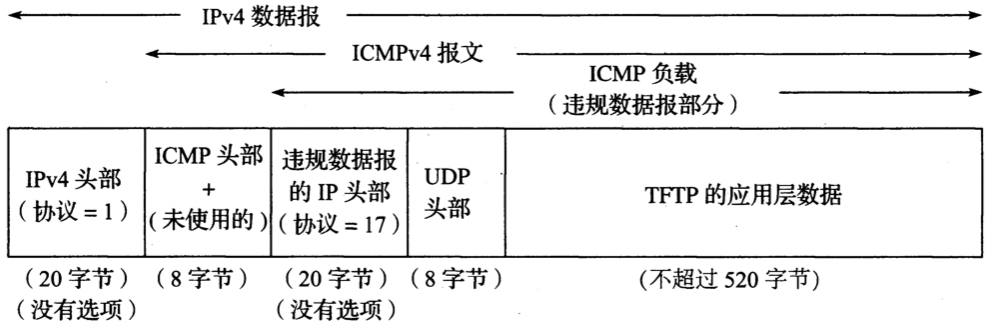 IPv4 数据报
ICMPv4 报文
ICMP 负载
（违规数据报部分）
IPv4 头部
（协议 = 1）
ICMP 头部
+
（未使用的）
违规数据报
的 IP 头部
（协议 = 17）
UDP
头部
TFTP 的应用层数据
（20 字节）
（没有选项）
（8 字节）
（20 字节）
（没有选项）
（8 字节）
（不超过 520 字节）